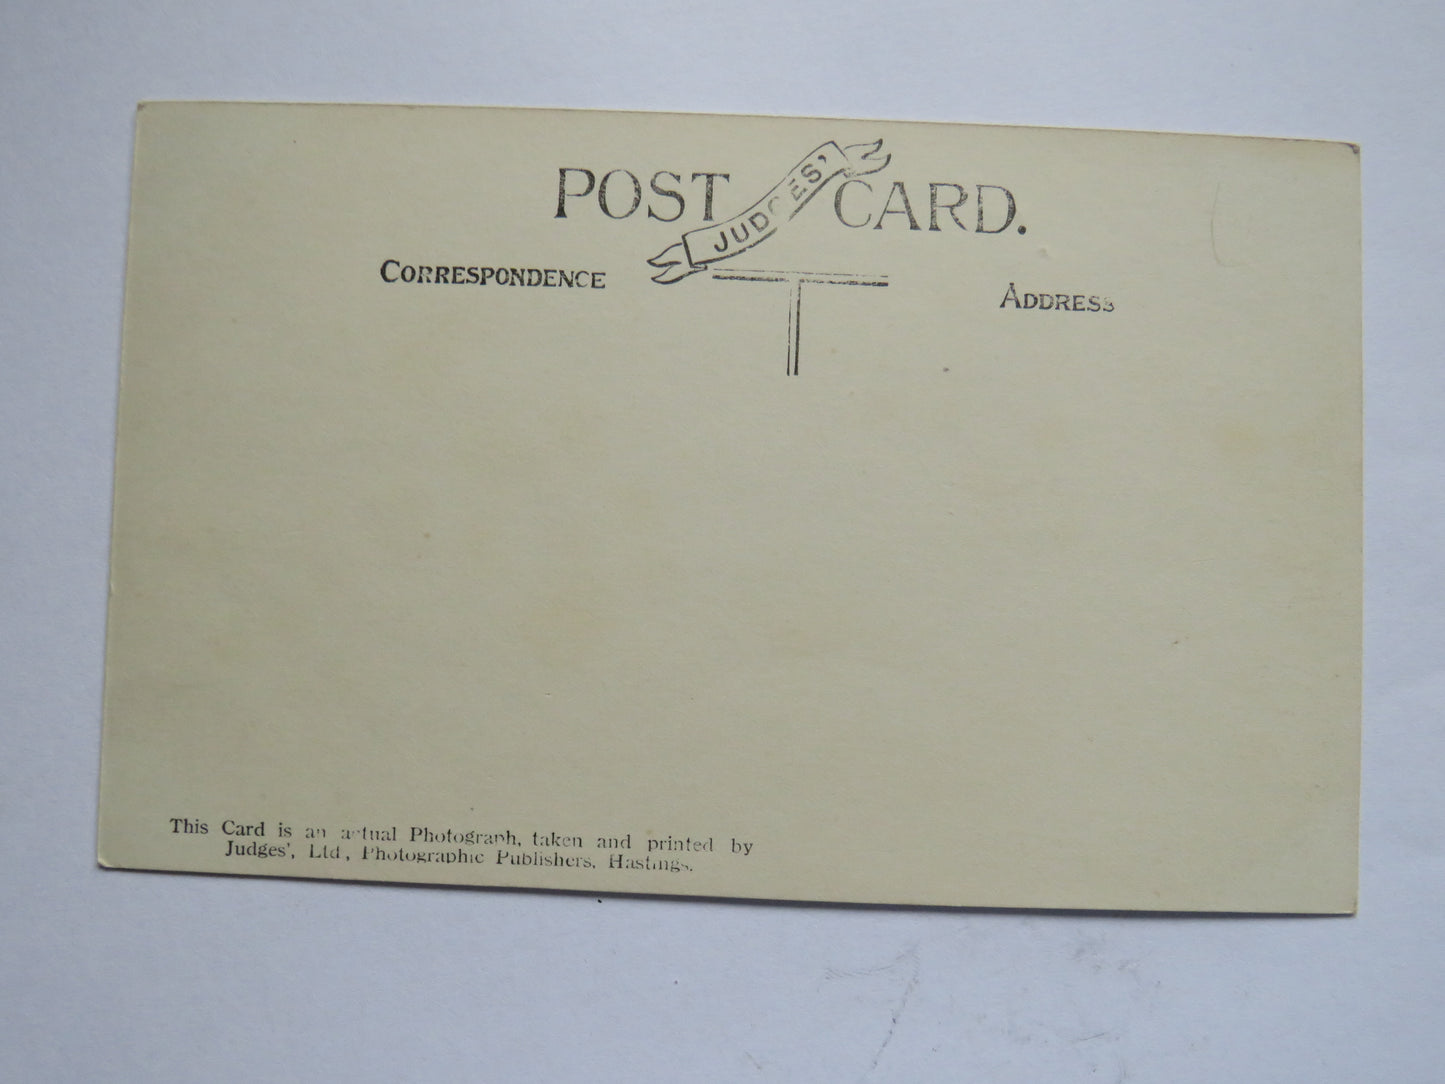 POST CARD.
JUDGES'
CORRESPONDENCE
ADDRESS
This Card is an actual Photograph, taken and printed by
Judges', Ltd, Photographic Publishers, Hastings.